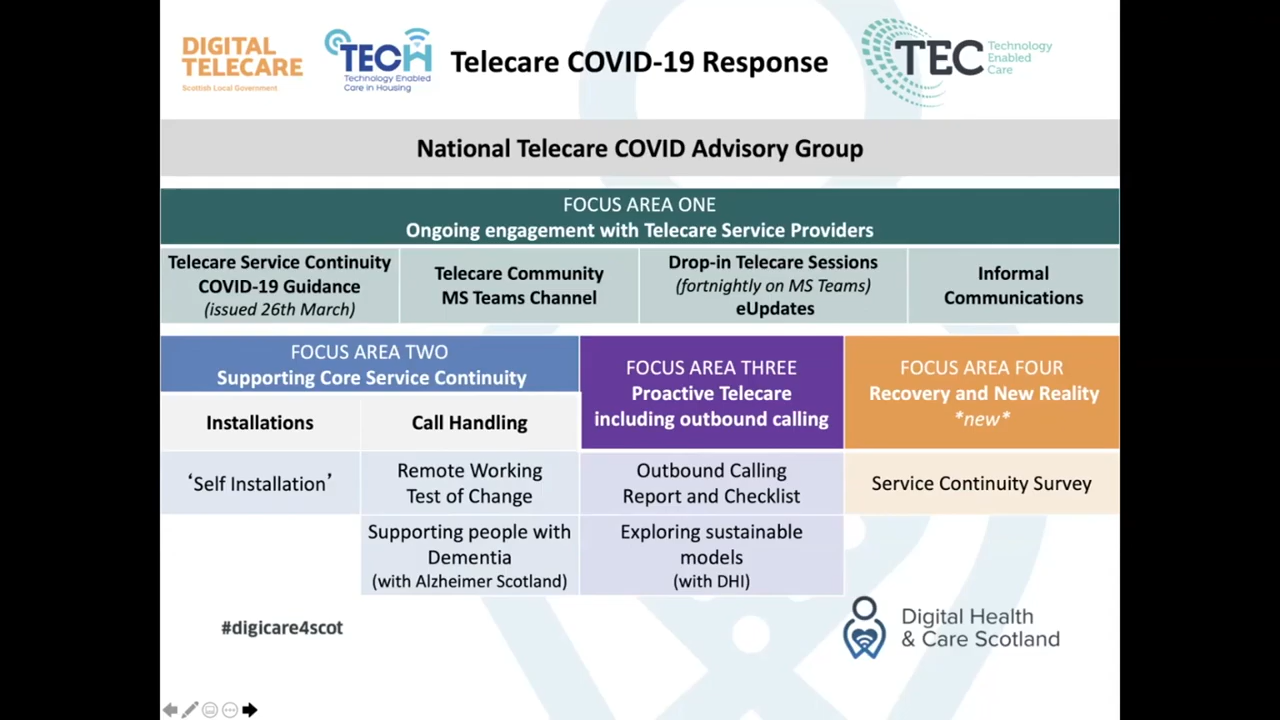 DIGITAL
TELECARE
Scottish Local Government
TECH
Technology Enabled
Care in Housing
Telecare COVID-19 Response
TEC
Technology
Enabled
Care
National Telecare COVID Advisory Group
FOCUS AREA ONE
Ongoing engagement with Telecare Service Providers
Telecare Service Continuity
COVID-19 Guidance
(issued 26th March)
Telecare Community
MS Teams Channel
Drop-in Telecare Sessions
(fortnightly on MS Teams)
eUpdates
Informal
Communications
FOCUS AREA TWO
Supporting Core Service Continuity
Installations
Call Handling
FOCUS AREA THREE
Proactive Telecare
including outbound calling
FOCUS AREA FOUR
Recovery and New Reality
*new*
‘Self Installation’
Remote Working
Test of Change
Outbound Calling
Report and Checklist
Service Continuity Survey
Supporting people with
Dementia
(with Alzheimer Scotland)
Exploring sustainable
models
(with DHI)
#digicare4scot
Digital Health
& Care Scotland